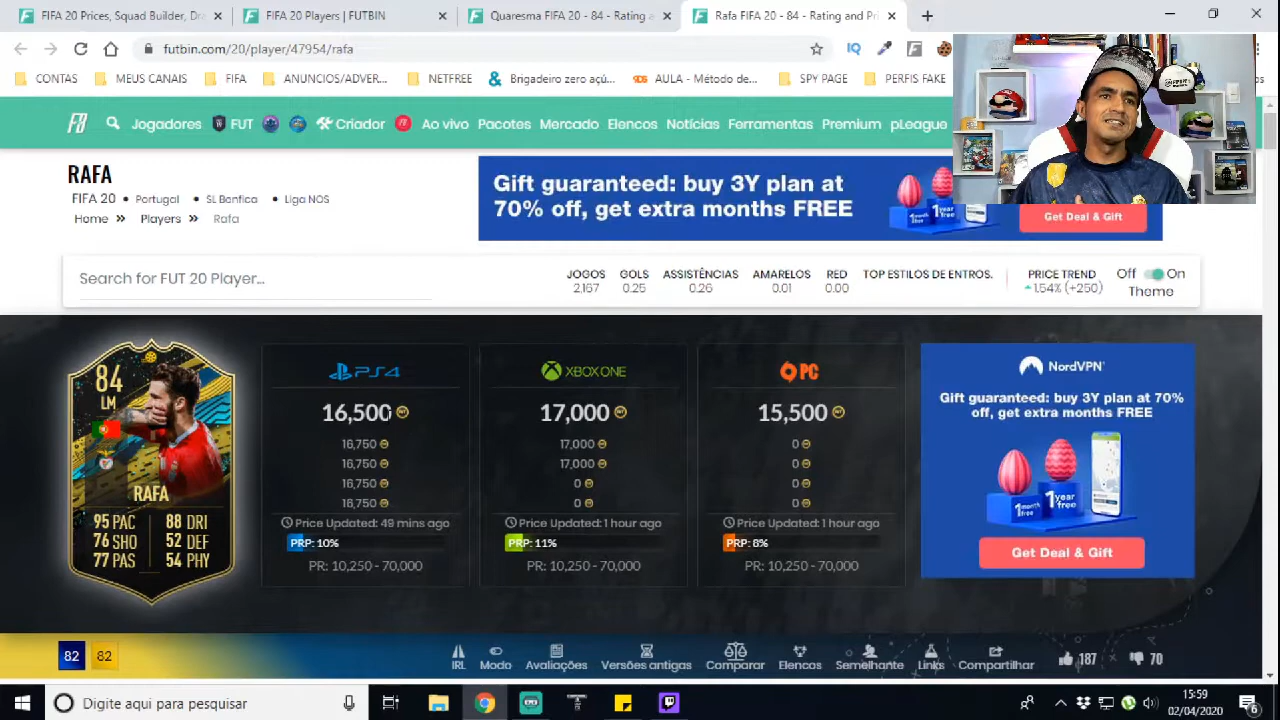 FIFA 20 Prices, Squad Builder, Dra
FIFA 20 Players | FUTBIN
Quaresma FIFA 20 - 84 - Rating a
Rafa FIFA 20 - 84 - Rating and Pri
futbin.com/20/player/47954/rafa
CONTAS
MEUS CANAIS
FIFA
ANUNCIOS/ADVER...
NETFREE
Brigadeiro zero açú...
AULA - Método de...
SPY PAGE
PERFIS FAKE
os
Jogadores
FUT
Criador
Ao vivo
Pacotes
Mercado
Elencos
Notícias
Ferramentas
Premium
pLeague
RAFA
FIFA 20 • Portugal • SL Benfica • Liga NOS
Home » Players » Rafa
Gift guaranteed: buy 3Y plan at
70% off, get extra months FREE
Get Deal & Gift
Search for FUT 20 Player...
JOGOS
2,167
GOLS
0.25
ASSISTÊNCIAS
0.26
AMARELOS
0.01
RED
0.00
TOP ESTILOS DE ENTROS.
PRICE TREND
1,54% (+250)
Off On
Theme
84
LM
RAFA
95 PAC 88 DRI
76 SHO 52 DEF
77 PAS 54 PHY
PS4
16,500
16,750
16,750
16,750
16,750
Price Updated: 49 mins ago
PRP: 10%
PR: 10,250 - 70,000
XBOX ONE
17,000
17,000
17,000
0
0
Price Updated: 1 hour ago
PRP: 11%
PR: 10,250 - 70,000
PC
15,500
0
0
0
0
Price Updated: 1 hour ago
PRP: 8%
PR: 10,250 - 70,000
NordVPN
Gift guaranteed: buy 3Y plan at 70%
off, get extra months FREE
1 month free
1 year free
Get Deal & Gift
82
82
IRL
Modo
Avaliações
Versões antigas
Comparar
Elencos
Semelhante
Links
Compartilhar
187
70
Digite aqui para pesquisar
15:59
02/04/2020
6